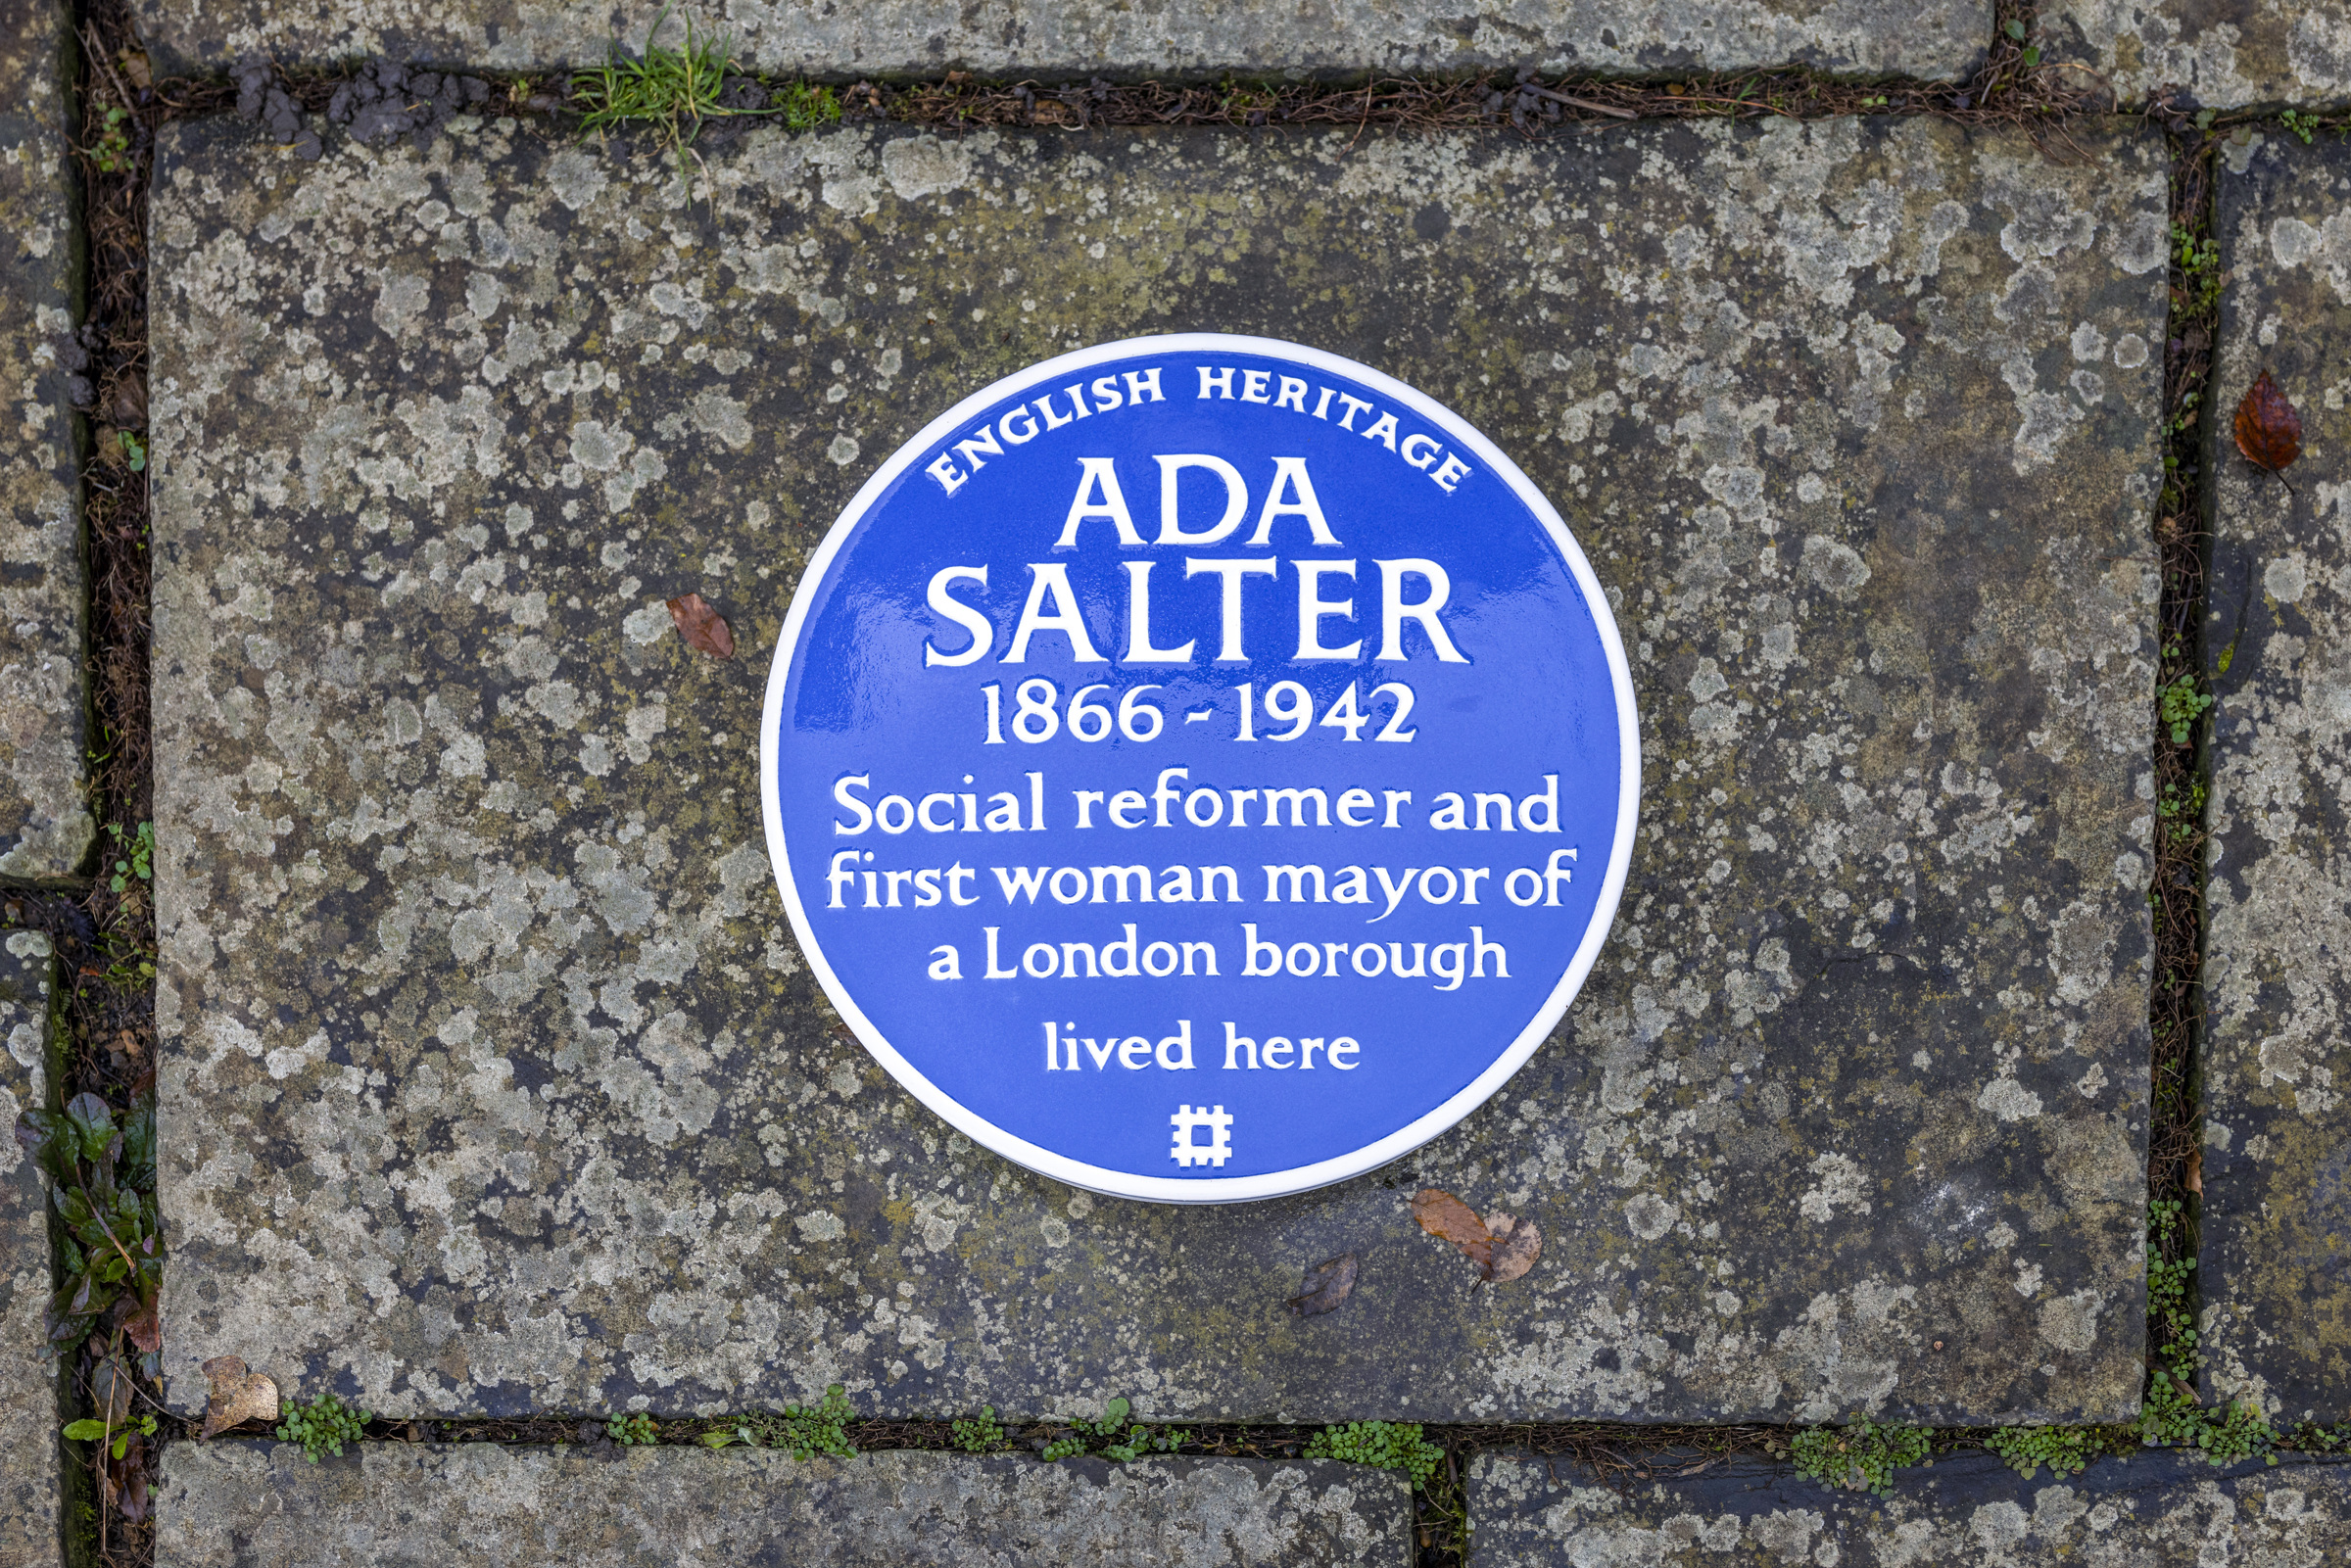 ENGLISH HERITAGE
ADA
SALTER
1866 - 1942
Social reformer and
first woman mayor of
a London borough
lived here